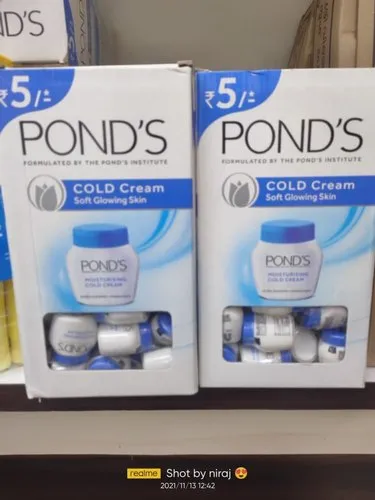 D'S
₹5/-
POND'S
FORMULATED BY THE POND'S INSTITUTE
COLD Cream
Soft Glowing Skin
POND'S
MOISTURISING
COLD CREAM
₹5/-
POND'S
FORMULATED BY THE POND'S INSTITUTE
COLD Cream
Soft Glowing Skin
POND'S
MOISTURISING
COLD CREAM
realme Shot by niraj 😍
2021/11/13 12:42